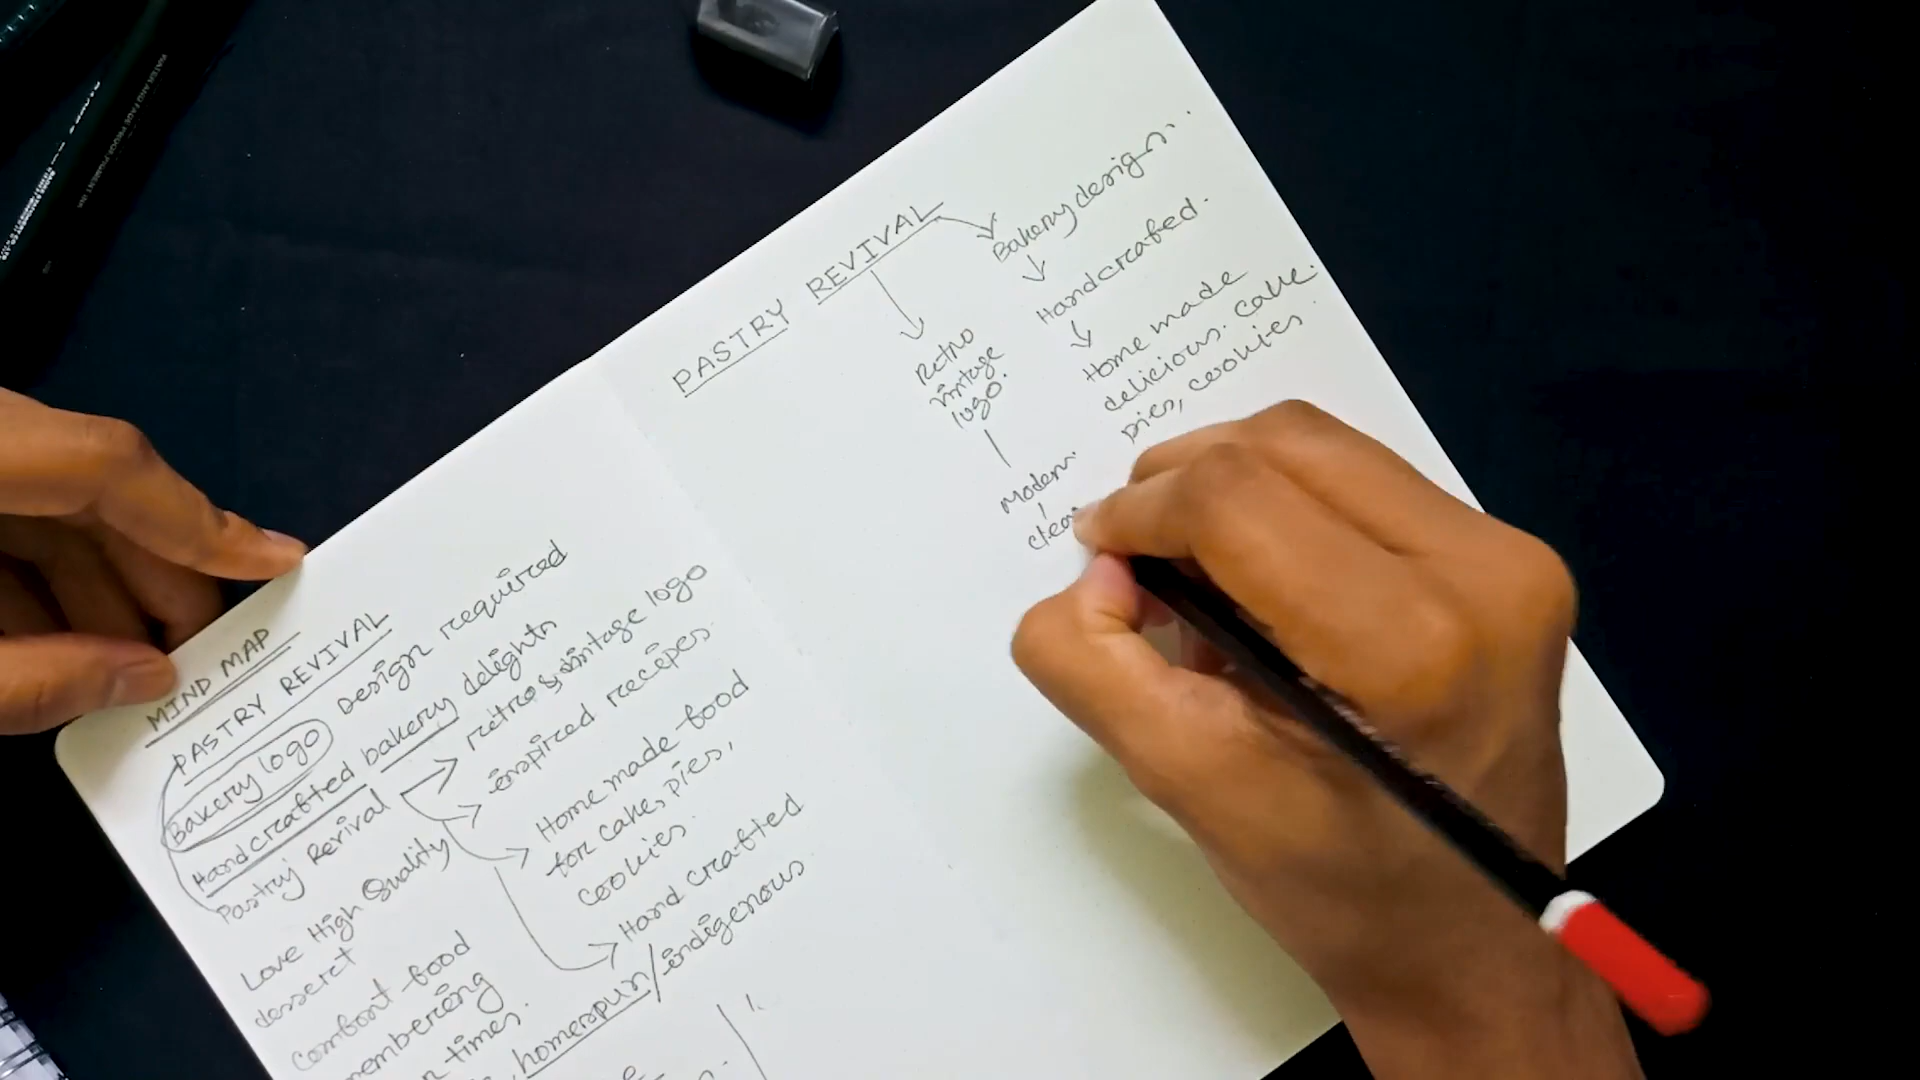 MIND MAP
PASTRY REVIVAL
Bakery logo Design required
Handcrafted bakery delights
Pastry Revival
retro & vintage logo
inspired recepes.
Love High Quality
dessert
Home made food
for cake, pies,
cookies.
Comfort food
Hand crafted
homespun/indigenous
times.
PASTRY REVIVAL
Bakery design..
Handcrafted.
Home made
delicious. cake.
pies, cookies
Retro
vintage
logo.
Modern.